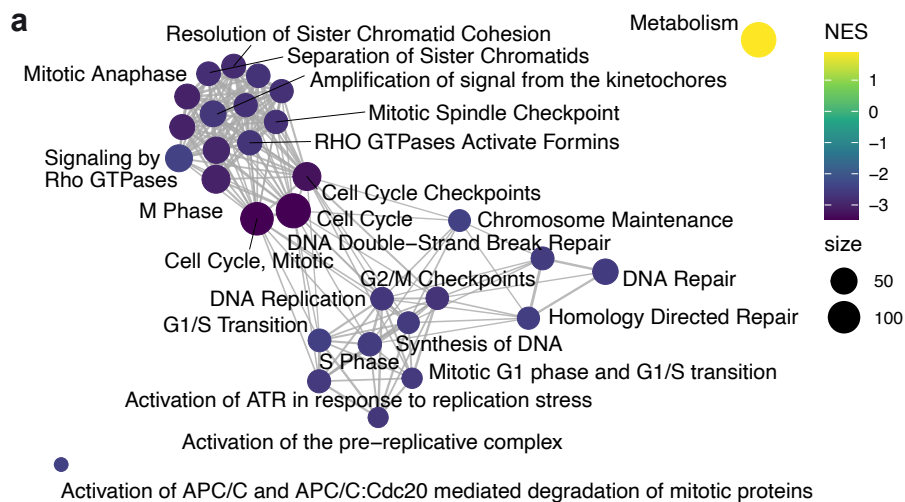 a
Metabolism
NES
Resolution of Sister Chromatid Cohesion
Separation of Sister Chromatids
Mitotic Anaphase
Amplification of signal from the kinetochores
1
Mitotic Spindle Checkpoint
0
RHO GTPases Activate Formins
−1
Signaling by
Rho GTPases
−2
Cell Cycle Checkpoints
−3
M Phase
Cell Cycle
Chromosome Maintenance
DNA Double−Strand Break Repair
size
Cell Cycle, Mitotic
G2/M Checkpoints
DNA Repair
50
DNA Replication
100
G1/S Transition
Homology Directed Repair
Synthesis of DNA
S Phase
Mitotic G1 phase and G1/S transition
Activation of ATR in response to replication stress
Activation of the pre−replicative complex
Activation of APC/C and APC/C:Cdc20 mediated degradation of mitotic proteins